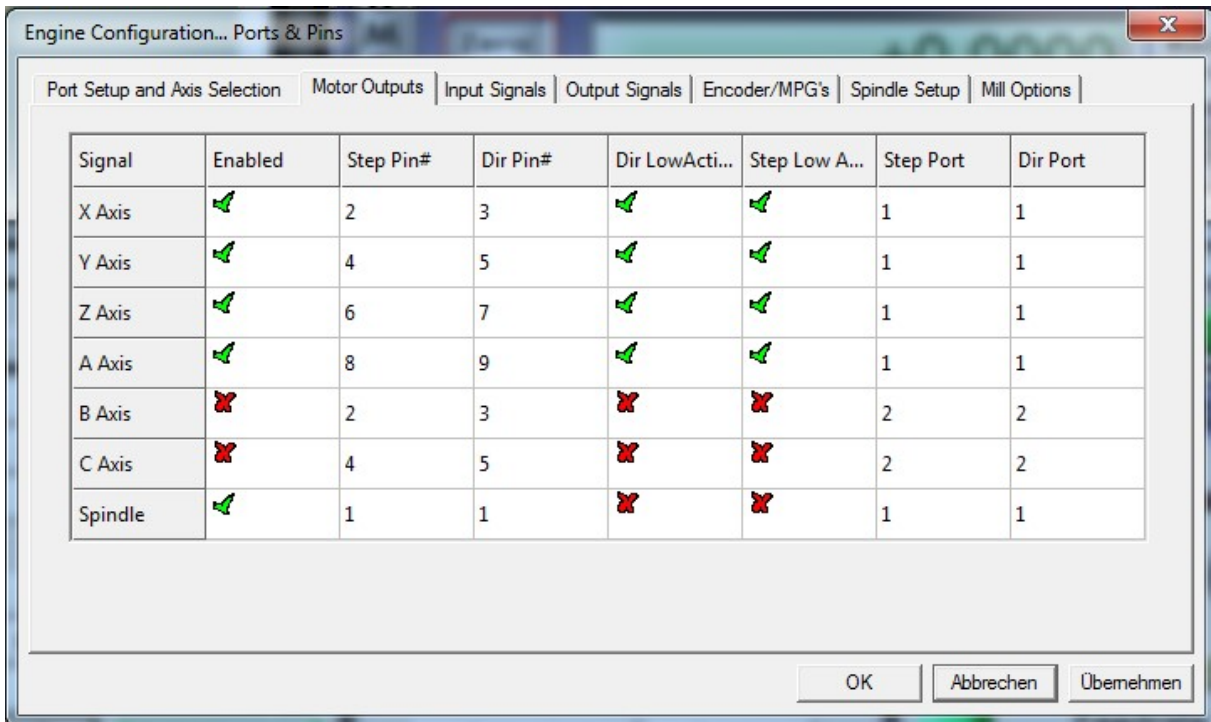 Engine Configuration... Ports & Pins
Port Setup and Axis Selection Motor Outputs Input Signals Output Signals Encoder/MPG's Spindle Setup Mill Options
Signal Enabled Step Pin# Dir Pin# Dir LowActi... Step Low A... Step Port Dir Port
X Axis 2 3 1 1
Y Axis 4 5 1 1
Z Axis 6 7 1 1
A Axis 8 9 1 1
B Axis 2 3 2 2
C Axis 4 5 2 2
Spindle 1 1 1 1
OK Abbrechen Übernehmen